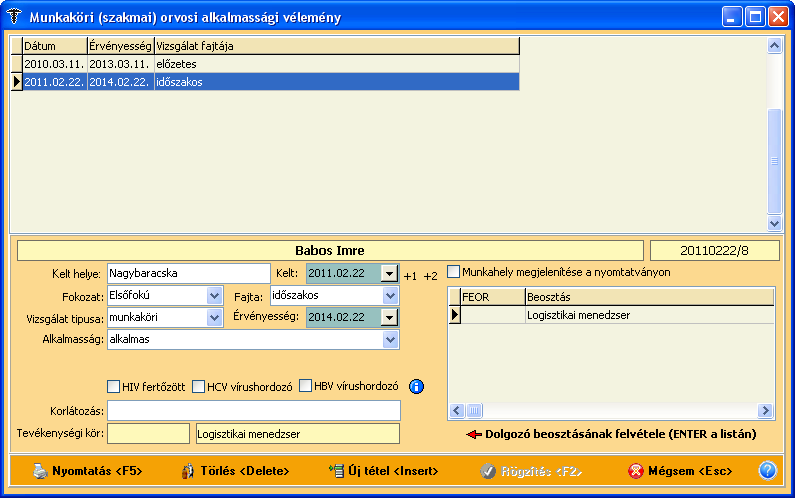 Munkaköri (szakmai) orvosi alkalmassági vélemény
Dátum Érvényesség Vizsgálat fajtája
2010.03.11. 2013.03.11. előzetes
2011.02.22. 2014.02.22. időszakos
Babos Imre 20110222/8
Kelt helye: Nagybaracska Kelt: 2011.02.22 +1 +2 Munkahely megjelenítése a nyomtatványon
Fokozat: Elsőfokú Fajta: időszakos FEOR Beosztás
Vizsgálat tipusa: munkaköri Érvényesség: 2014.02.22 Logisztikai menedzser
Alkalmasság: alkalmas
HIV fertőzött HCV vírushordozó HBV vírushordozó
Korlátozás:
Tevékenységi kör: Logisztikai menedzser Dolgozó beosztásának felvétele (ENTER a listán)
Nyomtatás <F5> Törlés <Delete> Új tétel <Insert> Rögzítés <F2> Mégsem <Esc> ?